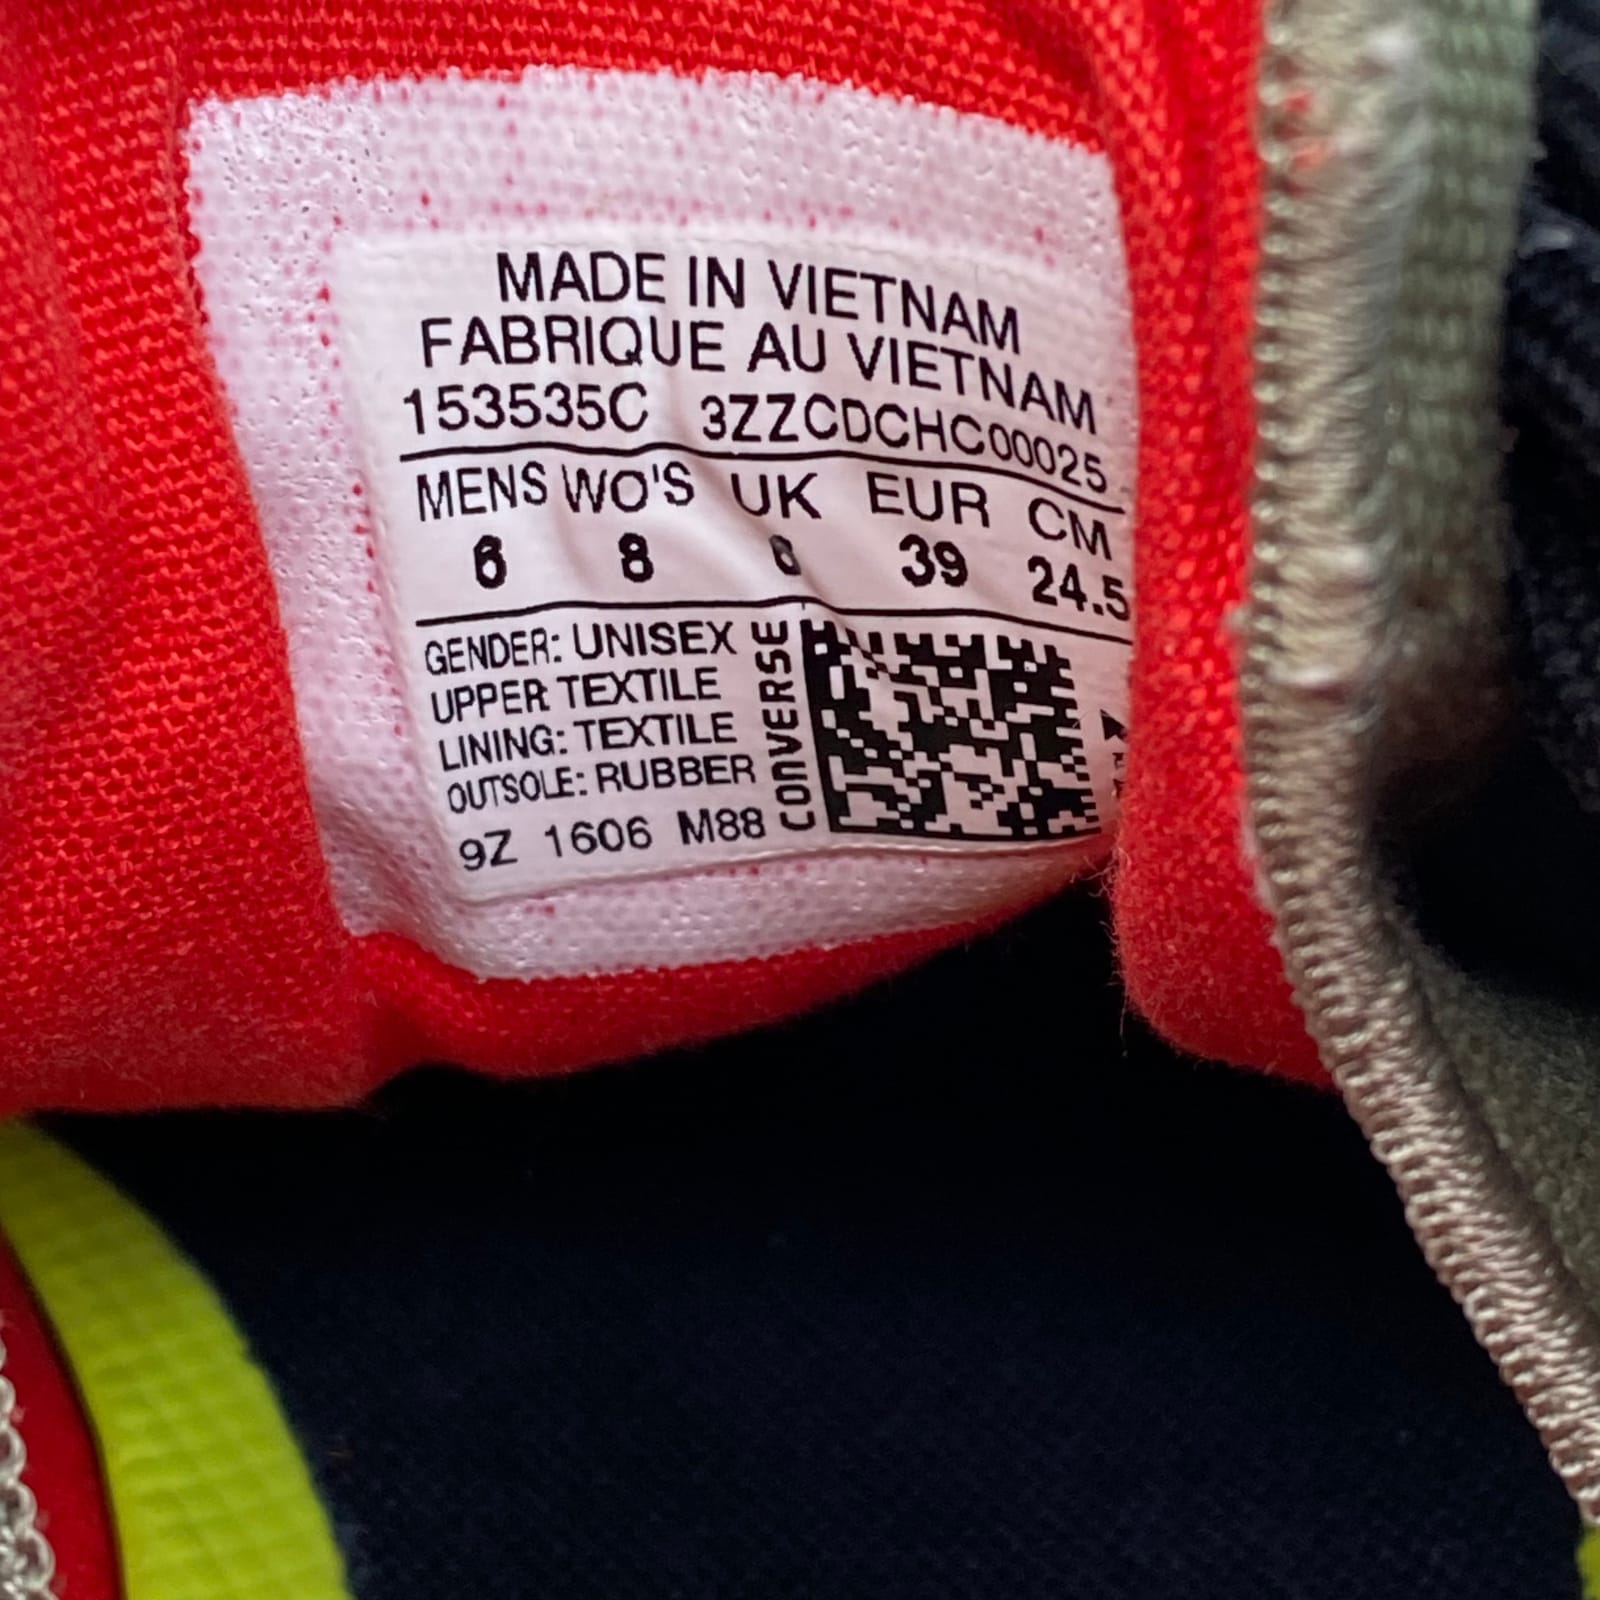 MADE IN VIETNAM
FABRIQUE AU VIETNAM
153535C 3ZZCDCHC00025
MENS WO'S UK EUR CM
6 8 6 39 24.5
GENDER: UNISEX
UPPER: TEXTILE
LINING: TEXTILE
OUTSOLE: RUBBER
9Z 1606 M88
CONVERSE